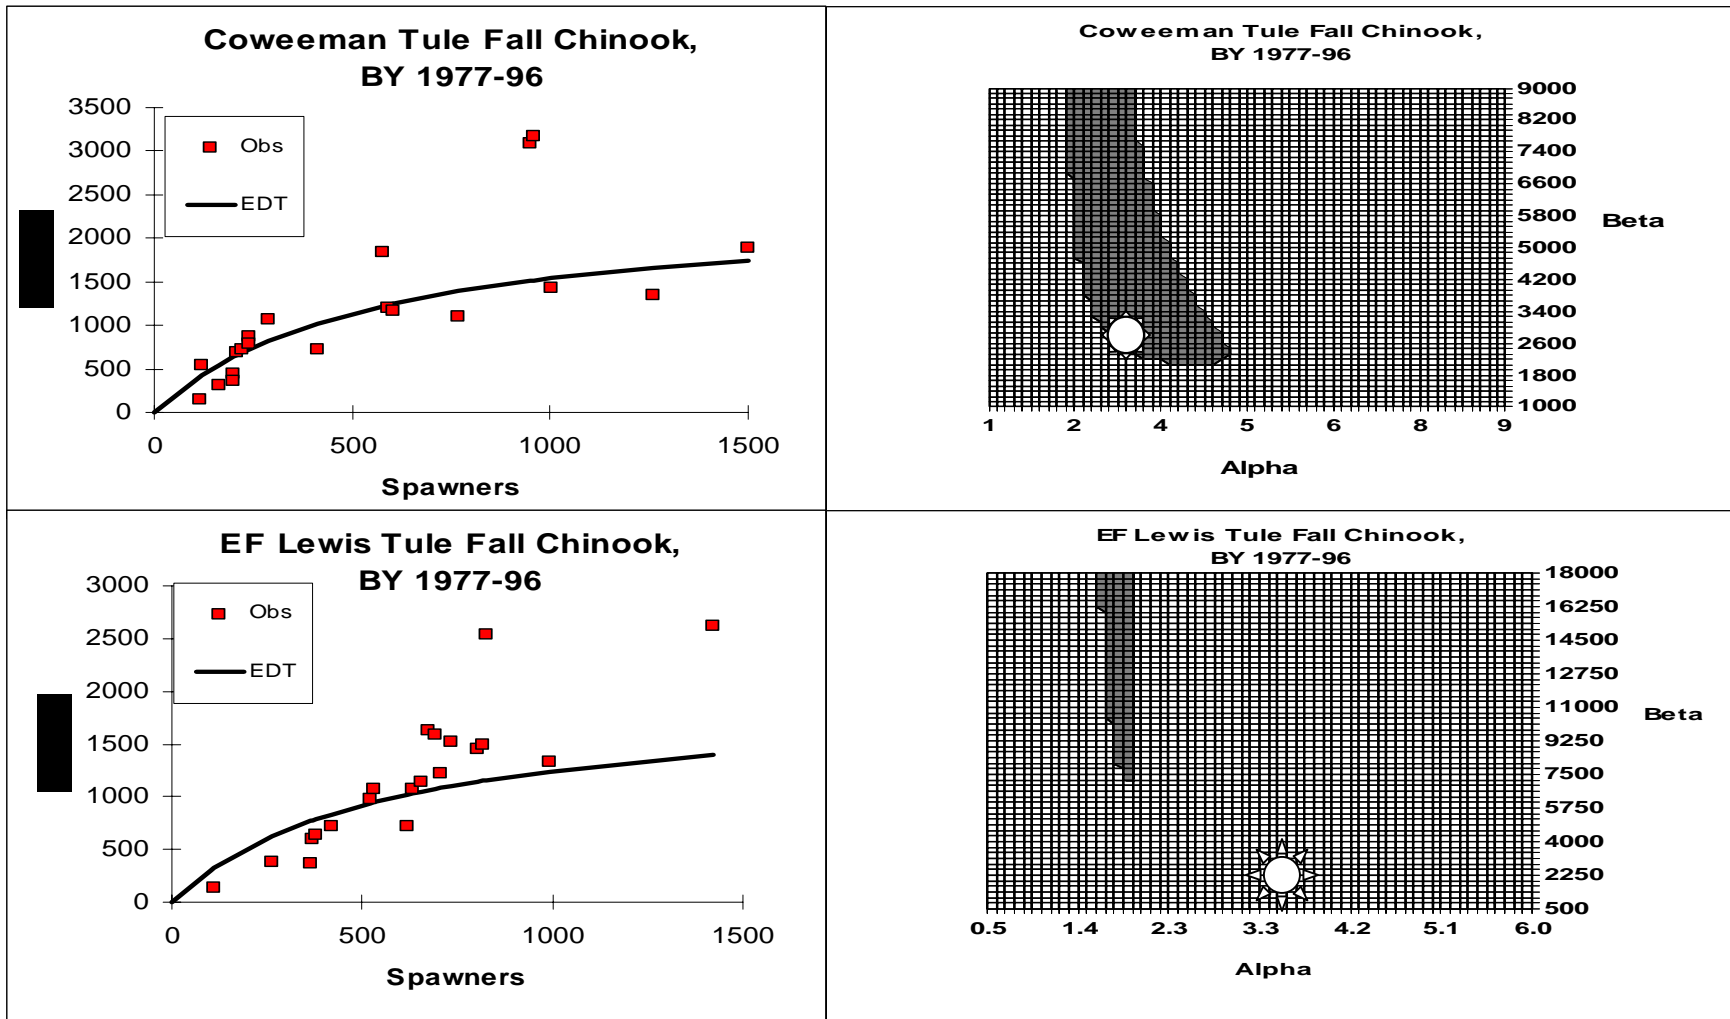 Coweeman Tule Fall Chinook,
BY 1977-96
3500
3000
2500
2000
1500
1000
500
0
Obs
EDT
0 500 1000 1500
Spawners
Coweeman Tule Fall Chinook,
BY 1977-96
9000
8200
7400
6600
5800
5000
4200
3400
2600
1800
1000
Beta
1 2 4 5 6 8 9
Alpha
EF Lewis Tule Fall Chinook,
BY 1977-96
3000
2500
2000
1500
1000
500
0
Obs
EDT
0 500 1000 1500
Spawners
EF Lewis Tule Fall Chinook,
BY 1977-96
18000
16250
14500
12750
11000
9250
7500
5750
4000
2250
500
Beta
0.5 1.4 2.3 3.3 4.2 5.1 6.0
Alpha